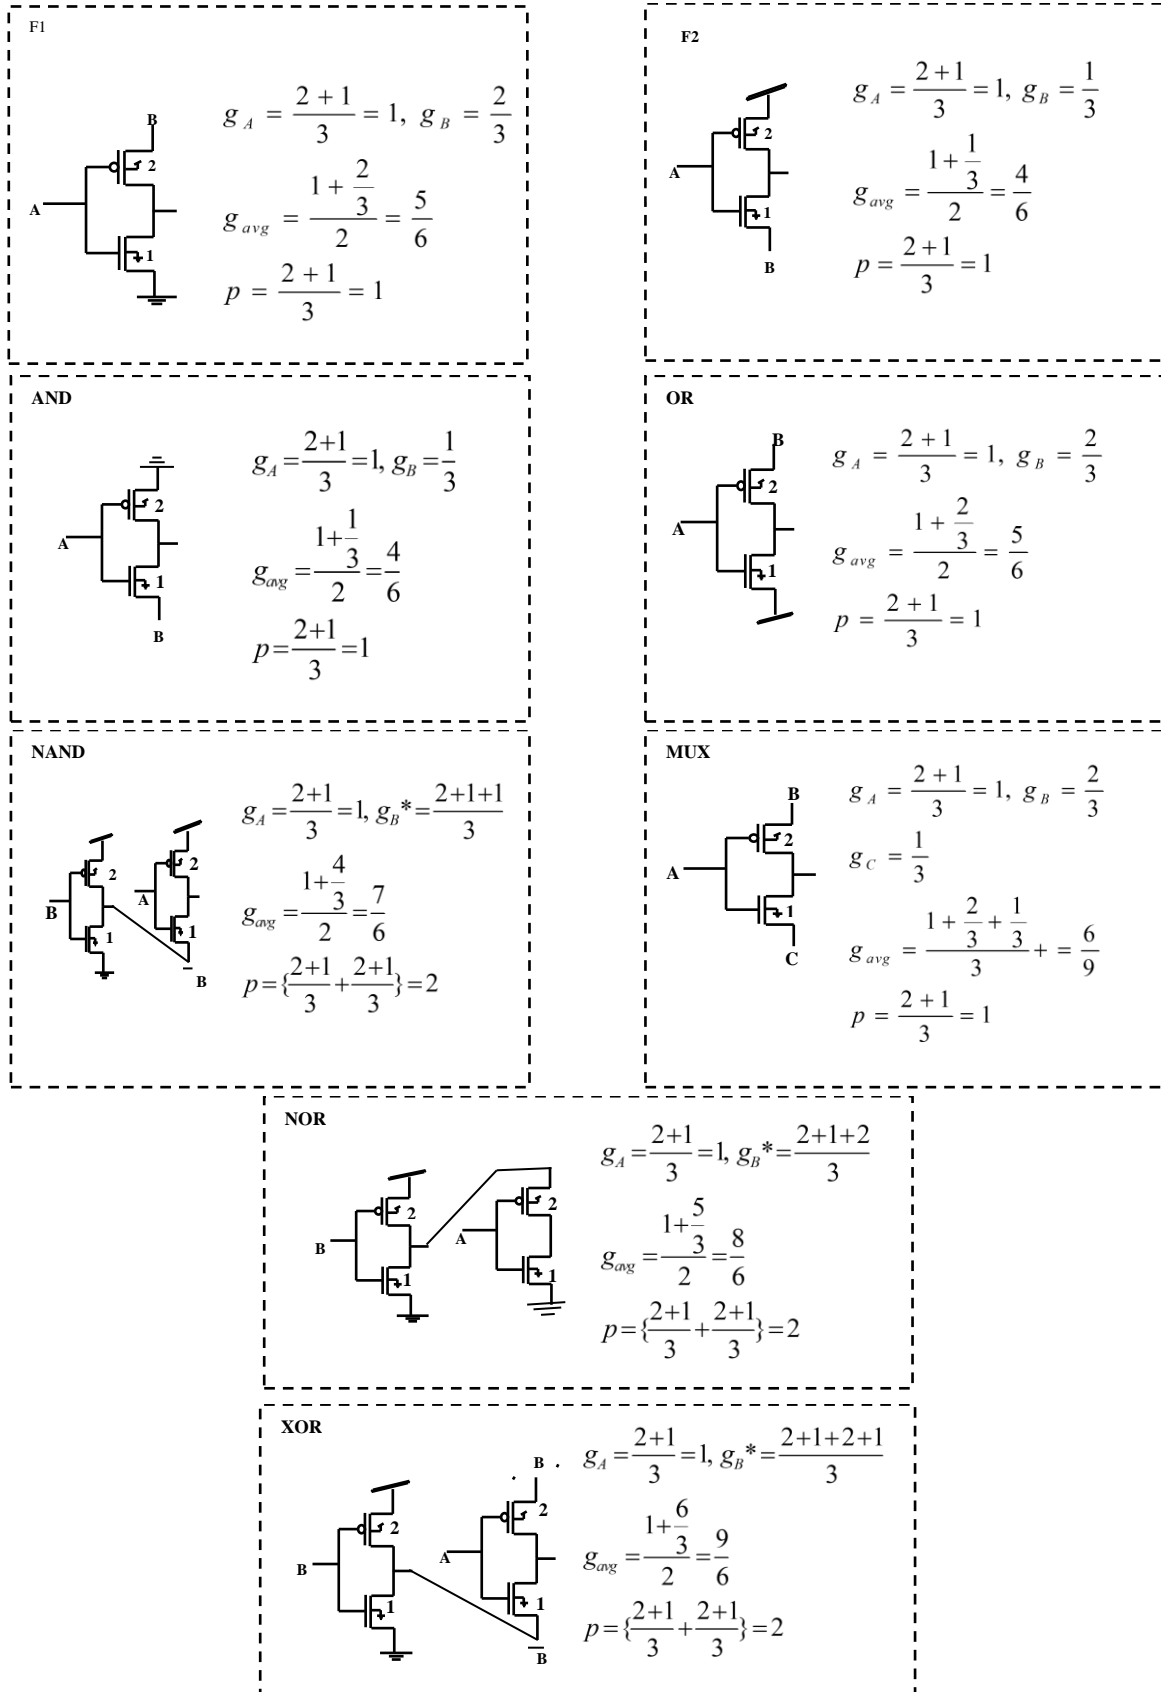 F1
B
2
A
1
g_A = (2 + 1)/3 = 1, g_B = 2/3
g_avg = (1 + 2/3)/2 = 5/6
p = (2 + 1)/3 = 1
F2
2
A
1
B
g_A = (2 + 1)/3 = 1, g_B = 1/3
g_avg = (1 + 1/3)/2 = 4/6
p = (2 + 1)/3 = 1
AND
2
A
1
B
g_A = (2+1)/3 = 1, g_B = 1/3
g_avg = (1+1/3)/2 = 4/6
p = (2+1)/3 = 1
OR
B
2
A
1
g_A = (2 + 1)/3 = 1, g_B = 2/3
g_avg = (1 + 2/3)/2 = 5/6
p = (2 + 1)/3 = 1
NAND
2
2
A
B
1
1
B̅
g_A = (2+1)/3 = 1, g_B* = (2+1+1)/3
g_avg = (1+4/3)/2 = 7/6
p = {(2+1)/3 + (2+1)/3} = 2
MUX
B
2
A
1
C
g_A = (2 + 1)/3 = 1, g_B = 2/3
g_C = 1/3
g_avg = (1 + 2/3 + 1/3)/3 + = 6/9
p = (2 + 1)/3 = 1
NOR
2
2
A
B
1
1
g_A = (2+1)/3 = 1, g_B* = (2+1+2)/3
g_avg = (1+5/3)/2 = 8/6
p = {(2+1)/3 + (2+1)/3} = 2
XOR
B
2
2
A
B
1
1
B̅
g_A = (2+1)/3 = 1, g_B* = (2+1+2+1)/3
g_avg = (1+6/3)/2 = 9/6
p = {(2+1)/3 + (2+1)/3} = 2